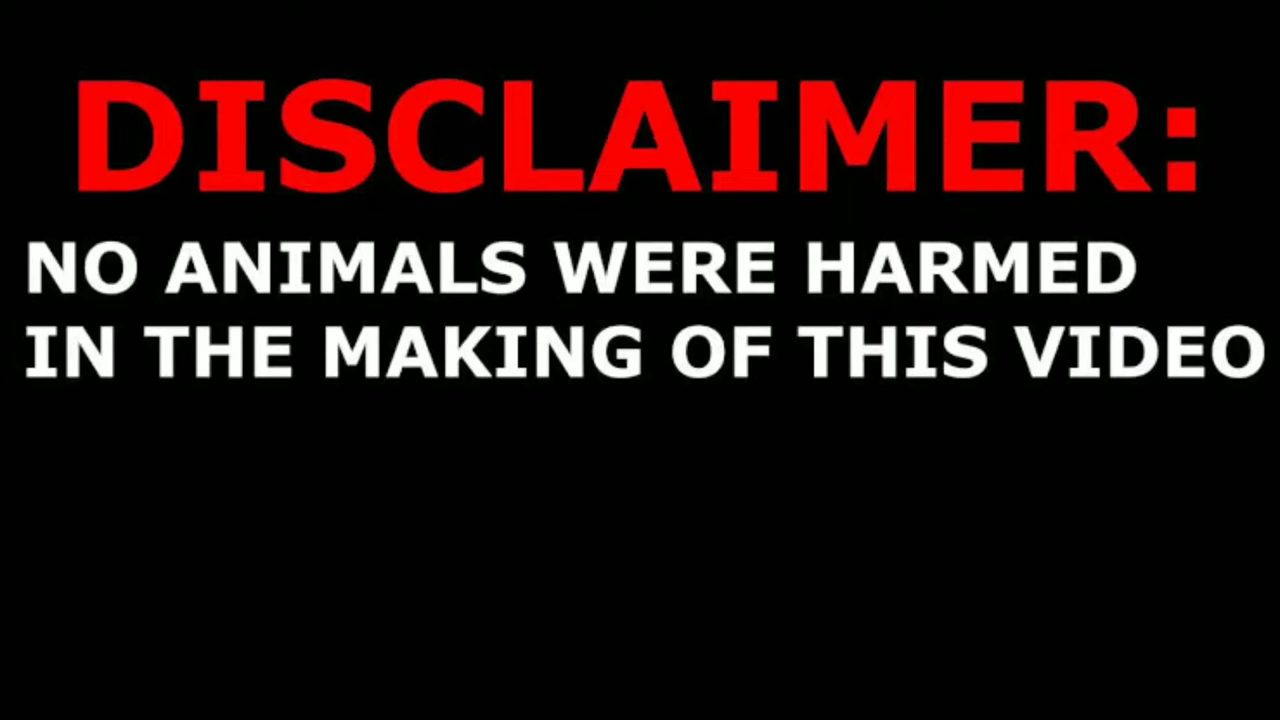 DISCLAIMER:
NO ANIMALS WERE HARMED
IN THE MAKING OF THIS VIDEO